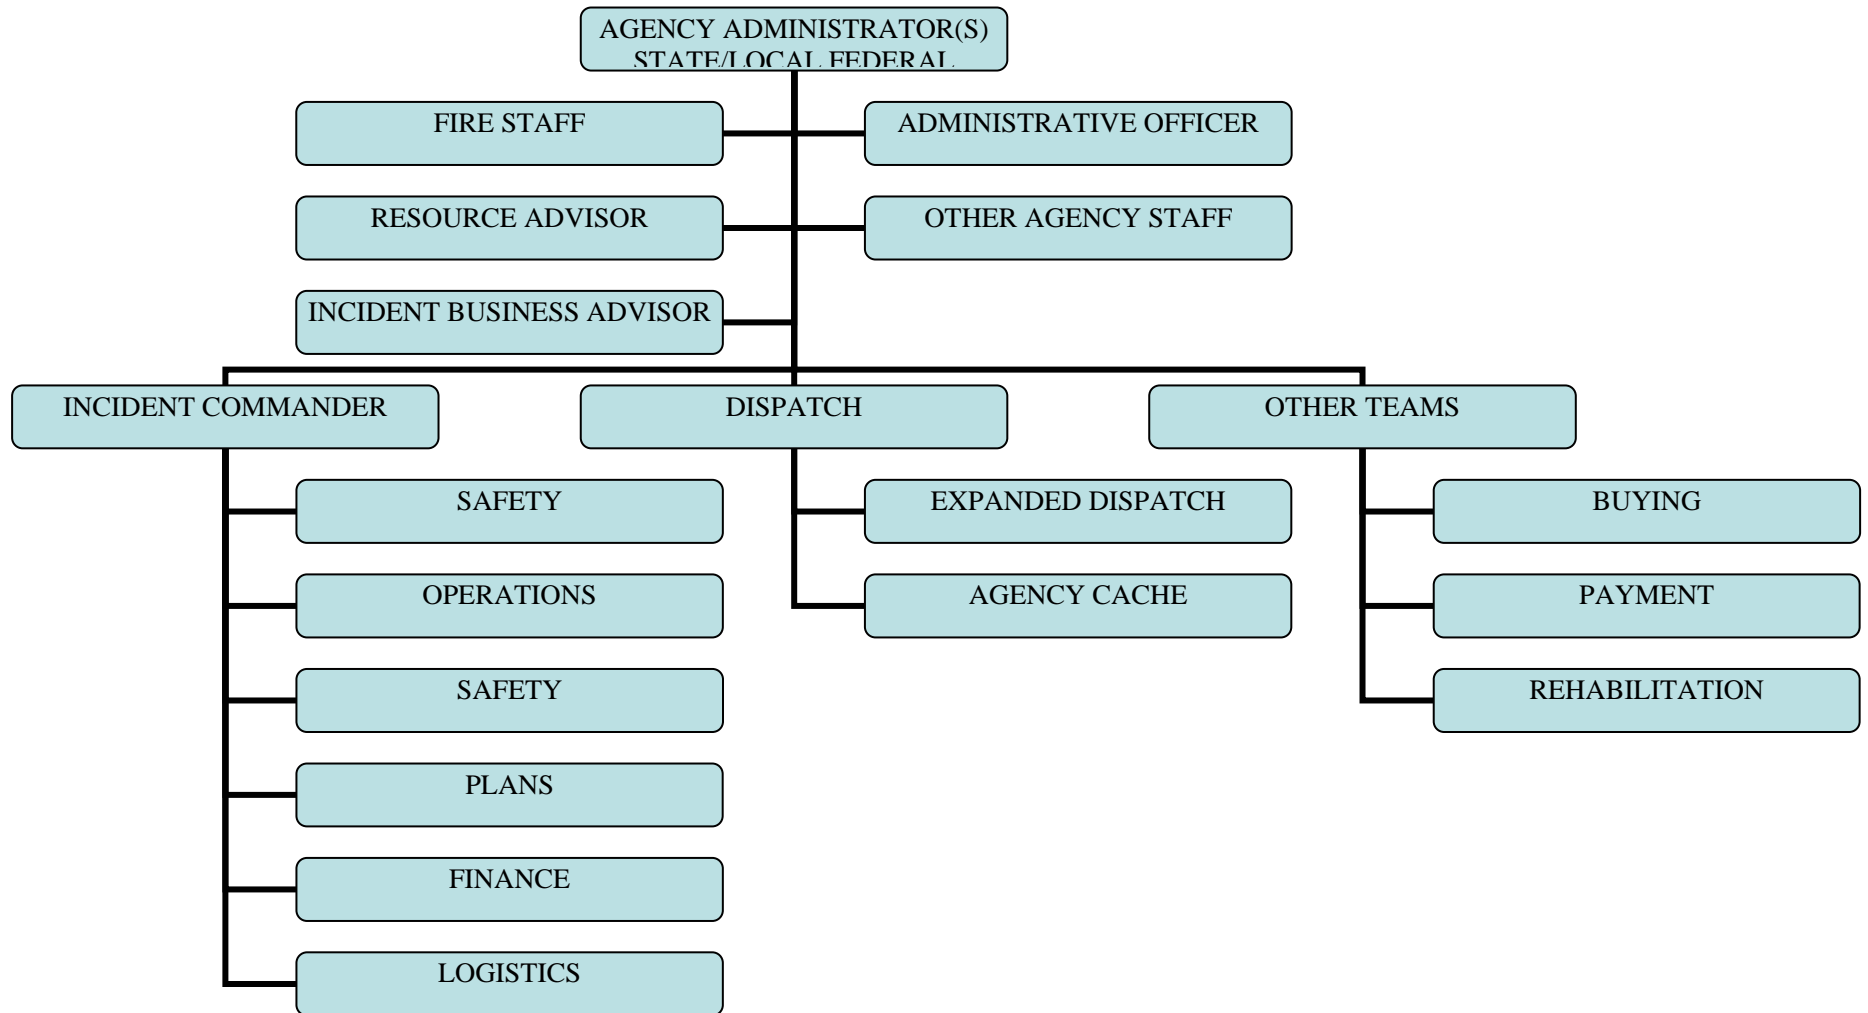 AGENCY ADMINISTRATOR(S)
STATE/LOCAL FEDERAL
FIRE STAFF
ADMINISTRATIVE OFFICER
RESOURCE ADVISOR
OTHER AGENCY STAFF
INCIDENT BUSINESS ADVISOR
INCIDENT COMMANDER
DISPATCH
OTHER TEAMS
SAFETY
EXPANDED DISPATCH
BUYING
OPERATIONS
AGENCY CACHE
PAYMENT
SAFETY
REHABILITATION
PLANS
FINANCE
LOGISTICS